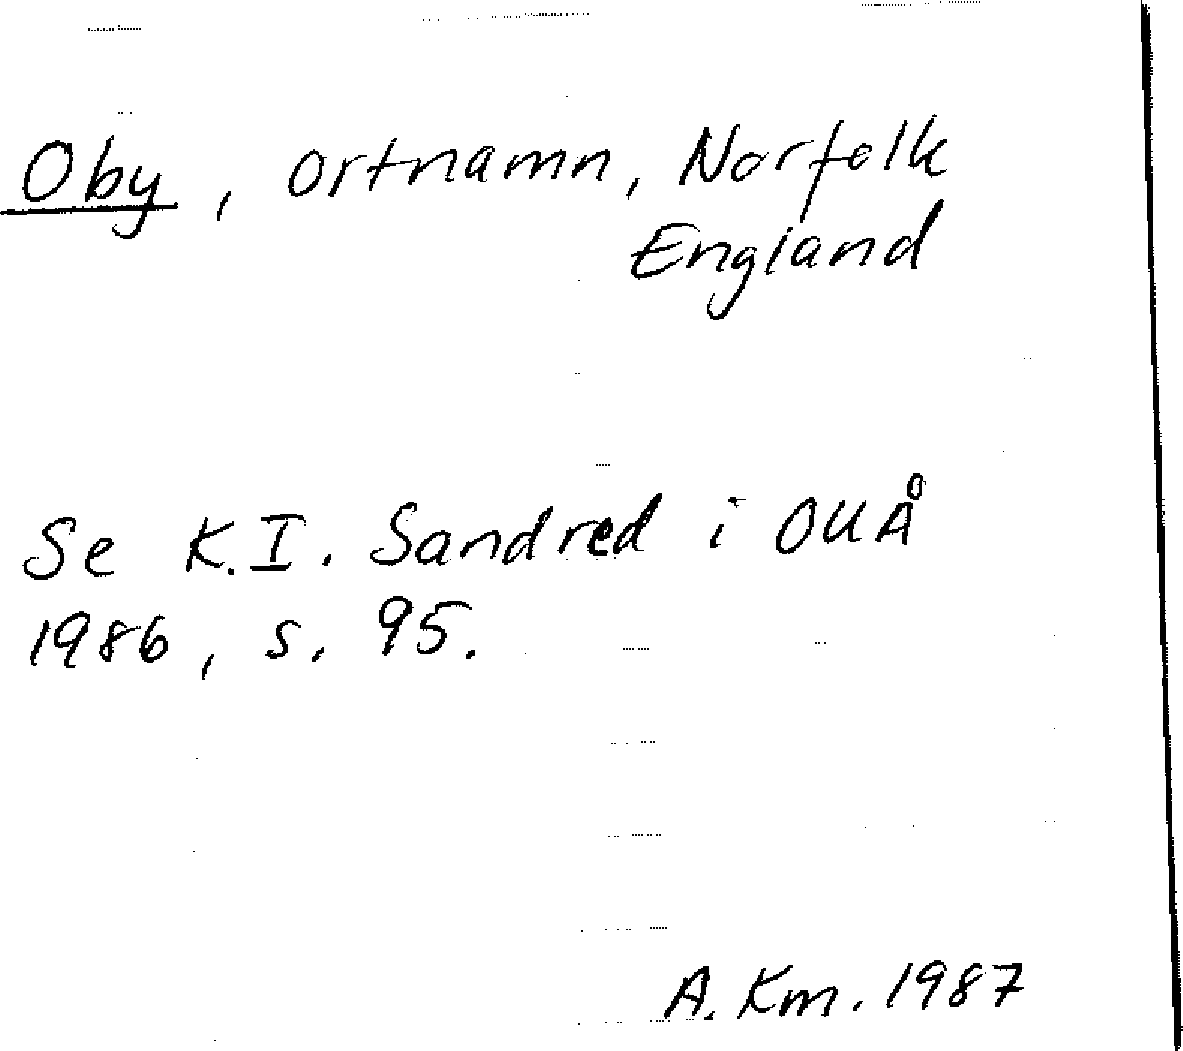 Oby, ortnamn, Norfolk
England
Se K.I. Sandred i OUÅ
1986, s. 95.
A. Km. 1987